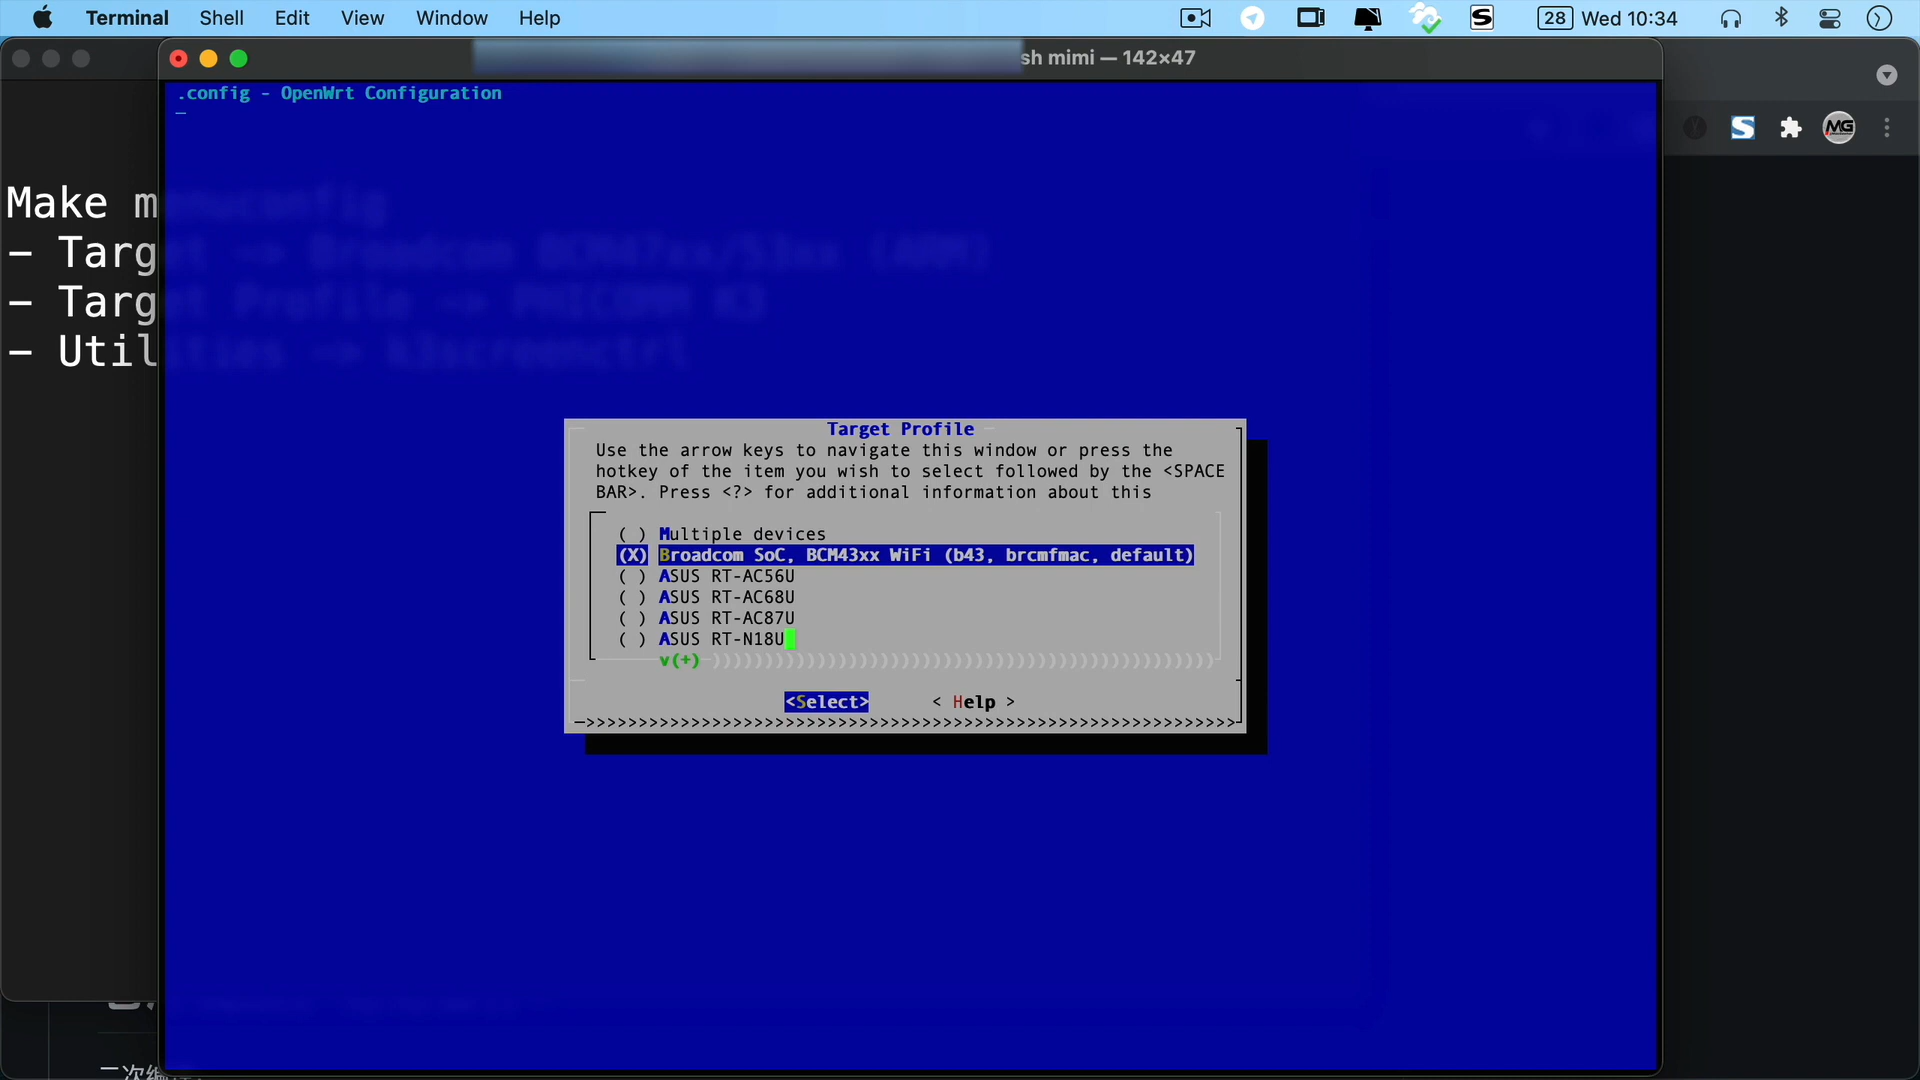 Terminal Shell Edit View Window Help 28 Wed 10:34
sh mimi — 142×47
.config - OpenWrt Configuration
MG
Make menuconfig
- Target -> Broadcom BCM47xx/53xx (ARM)
- Target Profile -> PHICOMM K3
- Utilities -> k3screenctrl
Target Profile
Use the arrow keys to navigate this window or press the
hotkey of the item you wish to select followed by the <SPACE
BAR>. Press <?> for additional information about this
( ) Multiple devices
(X) Broadcom SoC, BCM43xx WiFi (b43, brcmfmac, default)
( ) ASUS RT-AC56U
( ) ASUS RT-AC68U
( ) ASUS RT-AC87U
( ) ASUS RT-N18U
v(+)
<Select> < Help >
二次编